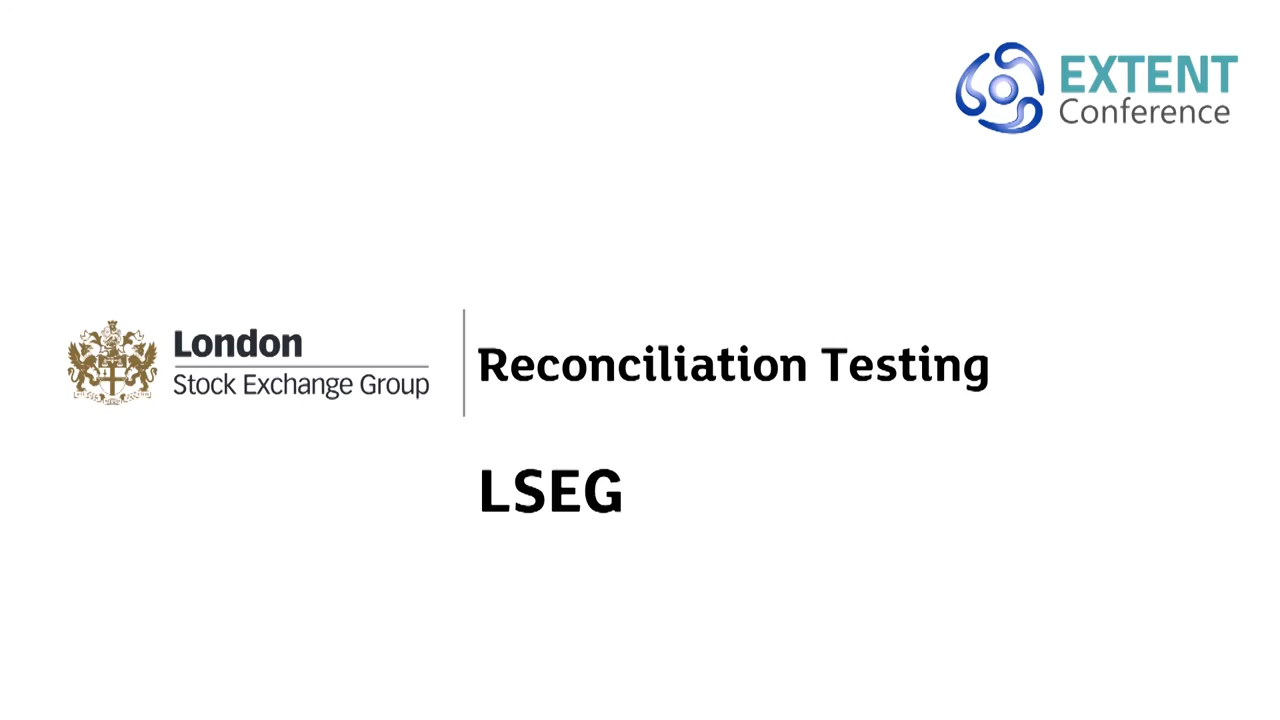 EXTENT
Conference
London
Stock Exchange Group
Reconciliation Testing
LSEG